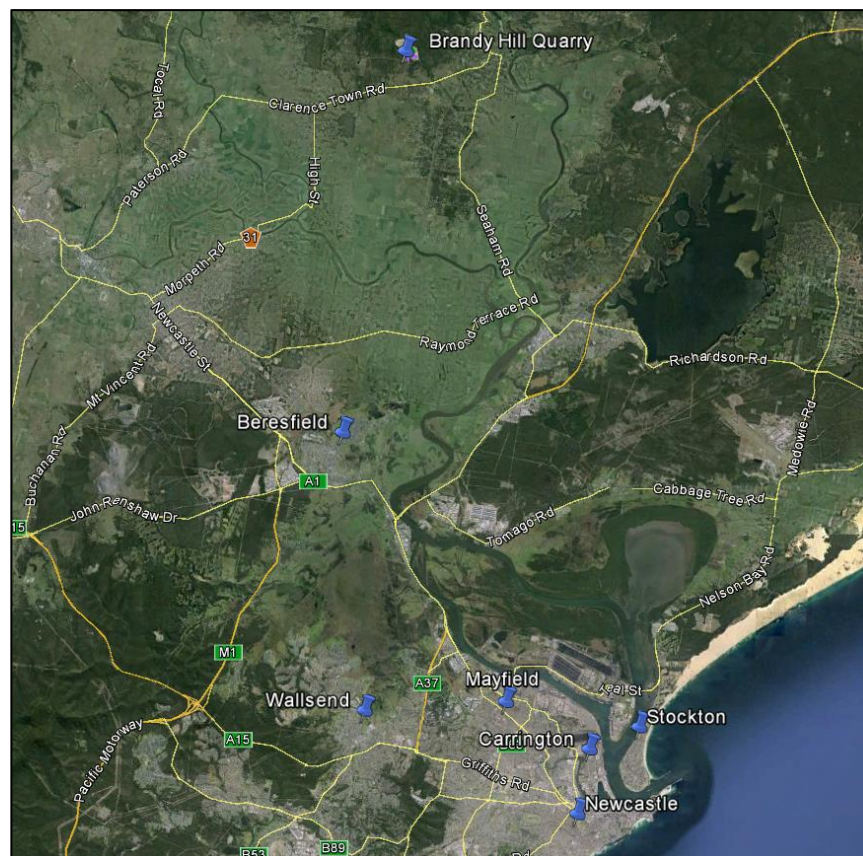 Brandy Hill Quarry
Tocal Rd
Clarence Town Rd
Paterson Rd
High St
31
Seaham Rd
Morpeth Rd
Newcastle St
Raymond Terrace Rd
Mt-Vincent Rd
Richardson Rd
Beresfield
Buchanan Rd
Medowie Rd
A1
Cabbage Tree Rd
John Renshaw Dr
15
Tomago Rd
Nelson-Bay Rd
M1
Mayfield
A37
Wallsend
Stockton
Pacific Motorway
A15
Carrington
Griffiths Rd
Newcastle
B53
B89
Rd